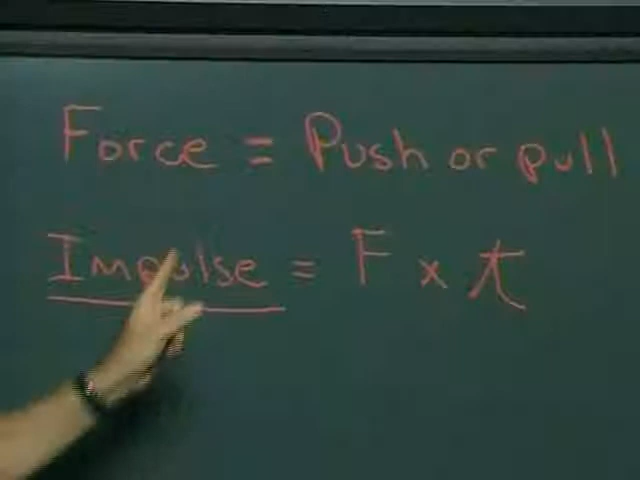 Force = Push or pull
Impulse = F x t